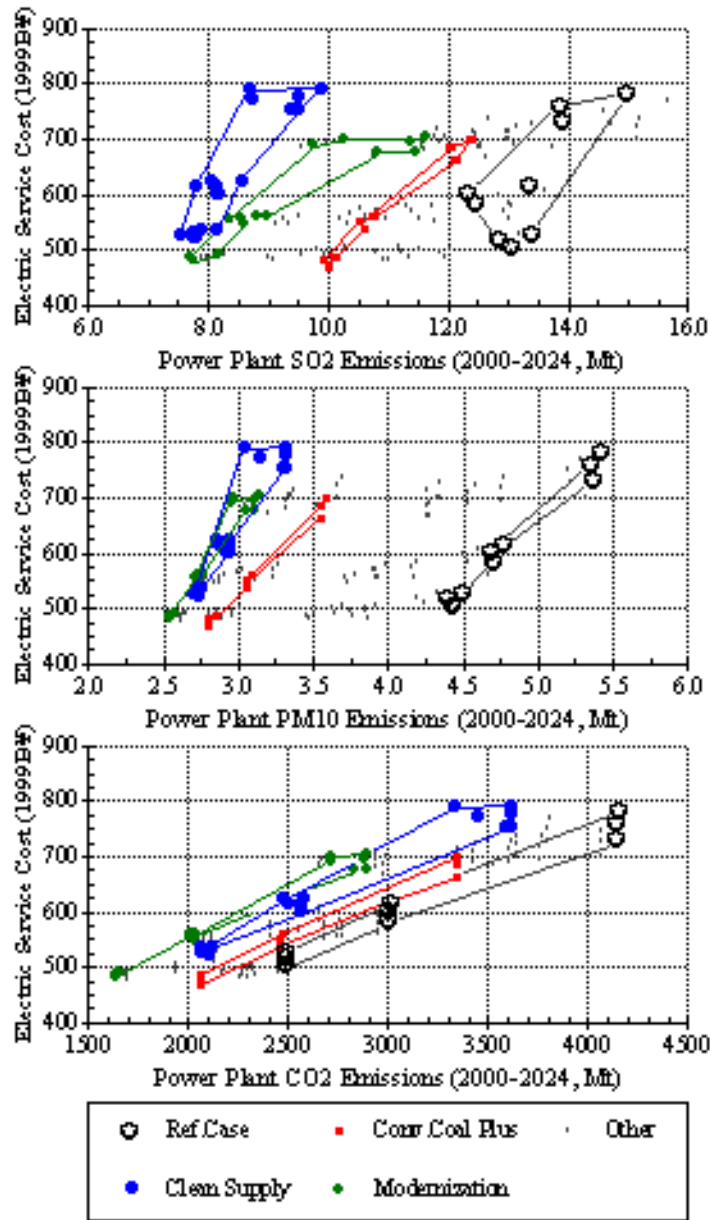 900
800
700
600
500
400
Electric Service Cost (1999B¥)
6.0 8.0 10.0 12.0 14.0 16.0
Power Plant SO2 Emissions (2000-2024, Mt)
900
800
700
600
500
400
Electric Service Cost (1999B¥)
2.0 2.5 3.0 3.5 4.0 4.5 5.0 5.5 6.0
Power Plant PM10 Emissions (2000-2024, Mt)
900
800
700
600
500
400
Electric Service Cost (1999B¥)
1500 2000 2500 3000 3500 4000 4500
Power Plant CO2 Emissions (2000-2024, Mt)
Ref.Case Conv.Coal Plus Other
Clean Supply Modernization